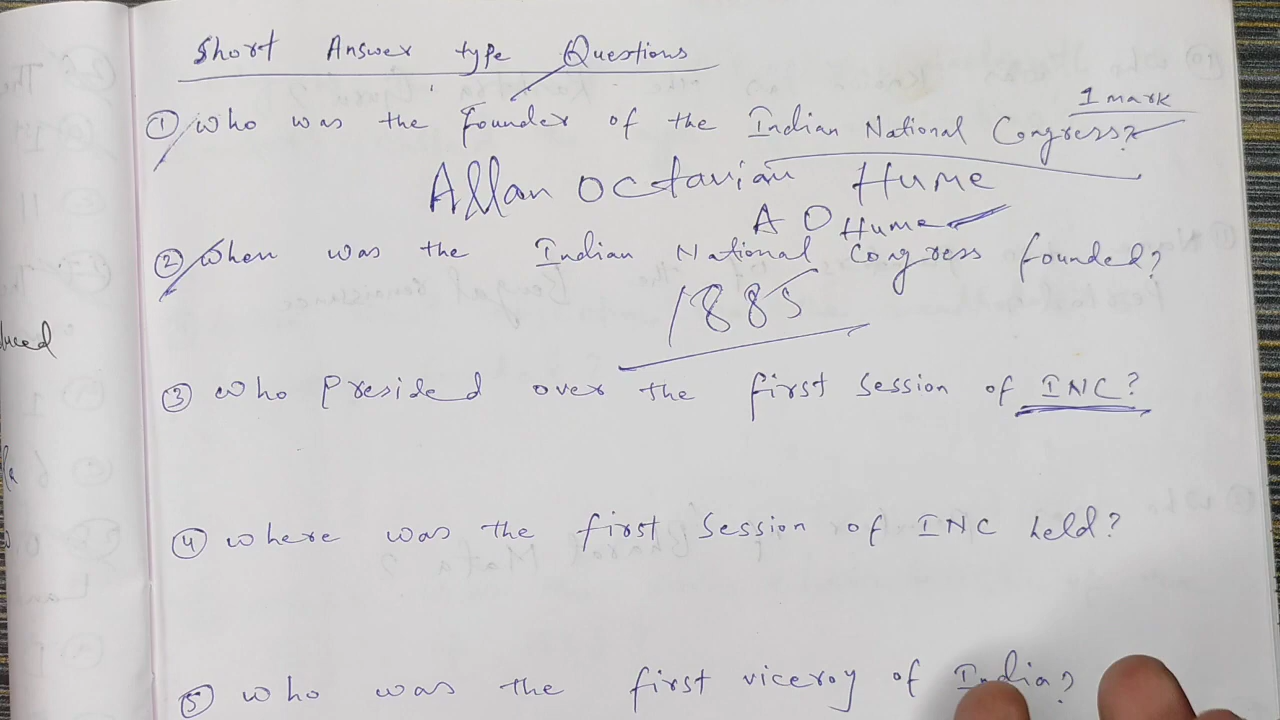 Short Answer type Questions
1 mark
① Who was the Founder of the Indian National Congress?
Allan Octavian Hume
A O Hume
② When was the Indian National Congress founded?
1885
③ Who Presided over the first Session of INC?
④ Where was the first Session of INC held?
⑤ Who was the first viceroy of India?